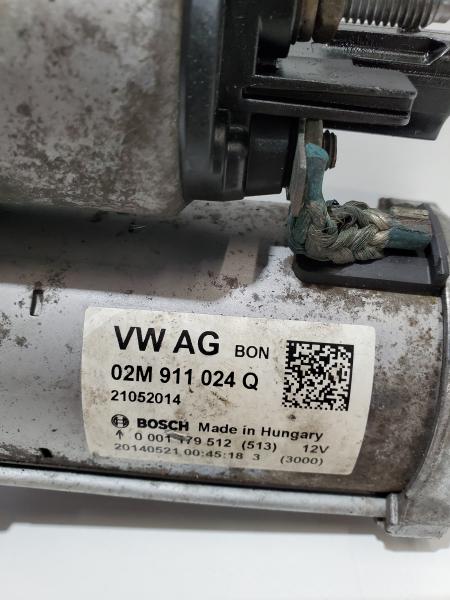 VW AG BON
02M 911 024 Q
21052014
BOSCH Made in Hungary
↑ 0 001 179 512 (513) 12V
20140521 00:45:18 3 (3000)